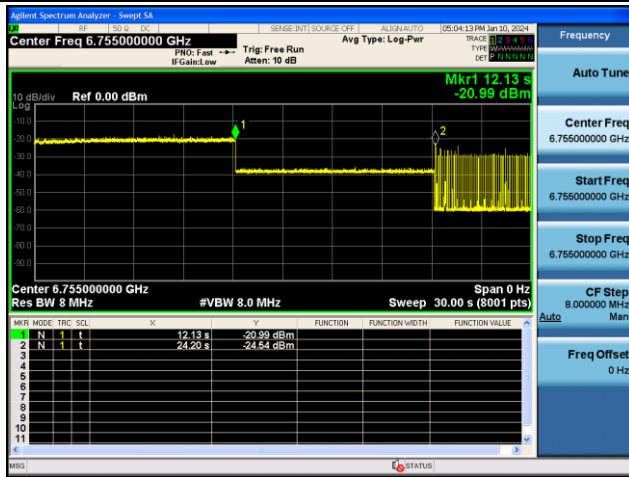 Agilent Spectrum Analyzer - Swept SA
RF 50 Ω DC SENSE:INT SOURCE OFF ALIGN AUTO 05:04:13 PM Jan 10, 2024
Center Freq 6.755000000 GHz
PNO: Fast
IFGain:Low
Trig: Free Run
Atten: 10 dB
Avg Type: Log-Pwr
TRACE 1 2 3 4 5 6
TYPE
DET P N N N N N
Mkr1 12.13 s
-20.99 dBm
10 dB/div Ref 0.00 dBm
Log
-10.0
-20.0
-30.0
-40.0
-50.0
-60.0
-70.0
-80.0
-90.0
1
2
Center 6.755000000 GHz Span 0 Hz
Res BW 8 MHz #VBW 8.0 MHz Sweep 30.00 s (8001 pts)
MKR MODE TRC SCL X Y FUNCTION FUNCTION WIDTH FUNCTION VALUE
1 N 1 t 12.13 s -20.99 dBm
2 N 1 t 24.20 s -24.54 dBm
3
4
5
6
7
8
9
10
11
MSG STATUS
Frequency
Auto Tune
Center Freq
6.755000000 GHz
Start Freq
6.755000000 GHz
Stop Freq
6.755000000 GHz
CF Step
8.000000 MHz
Auto Man
Freq Offset
0 Hz